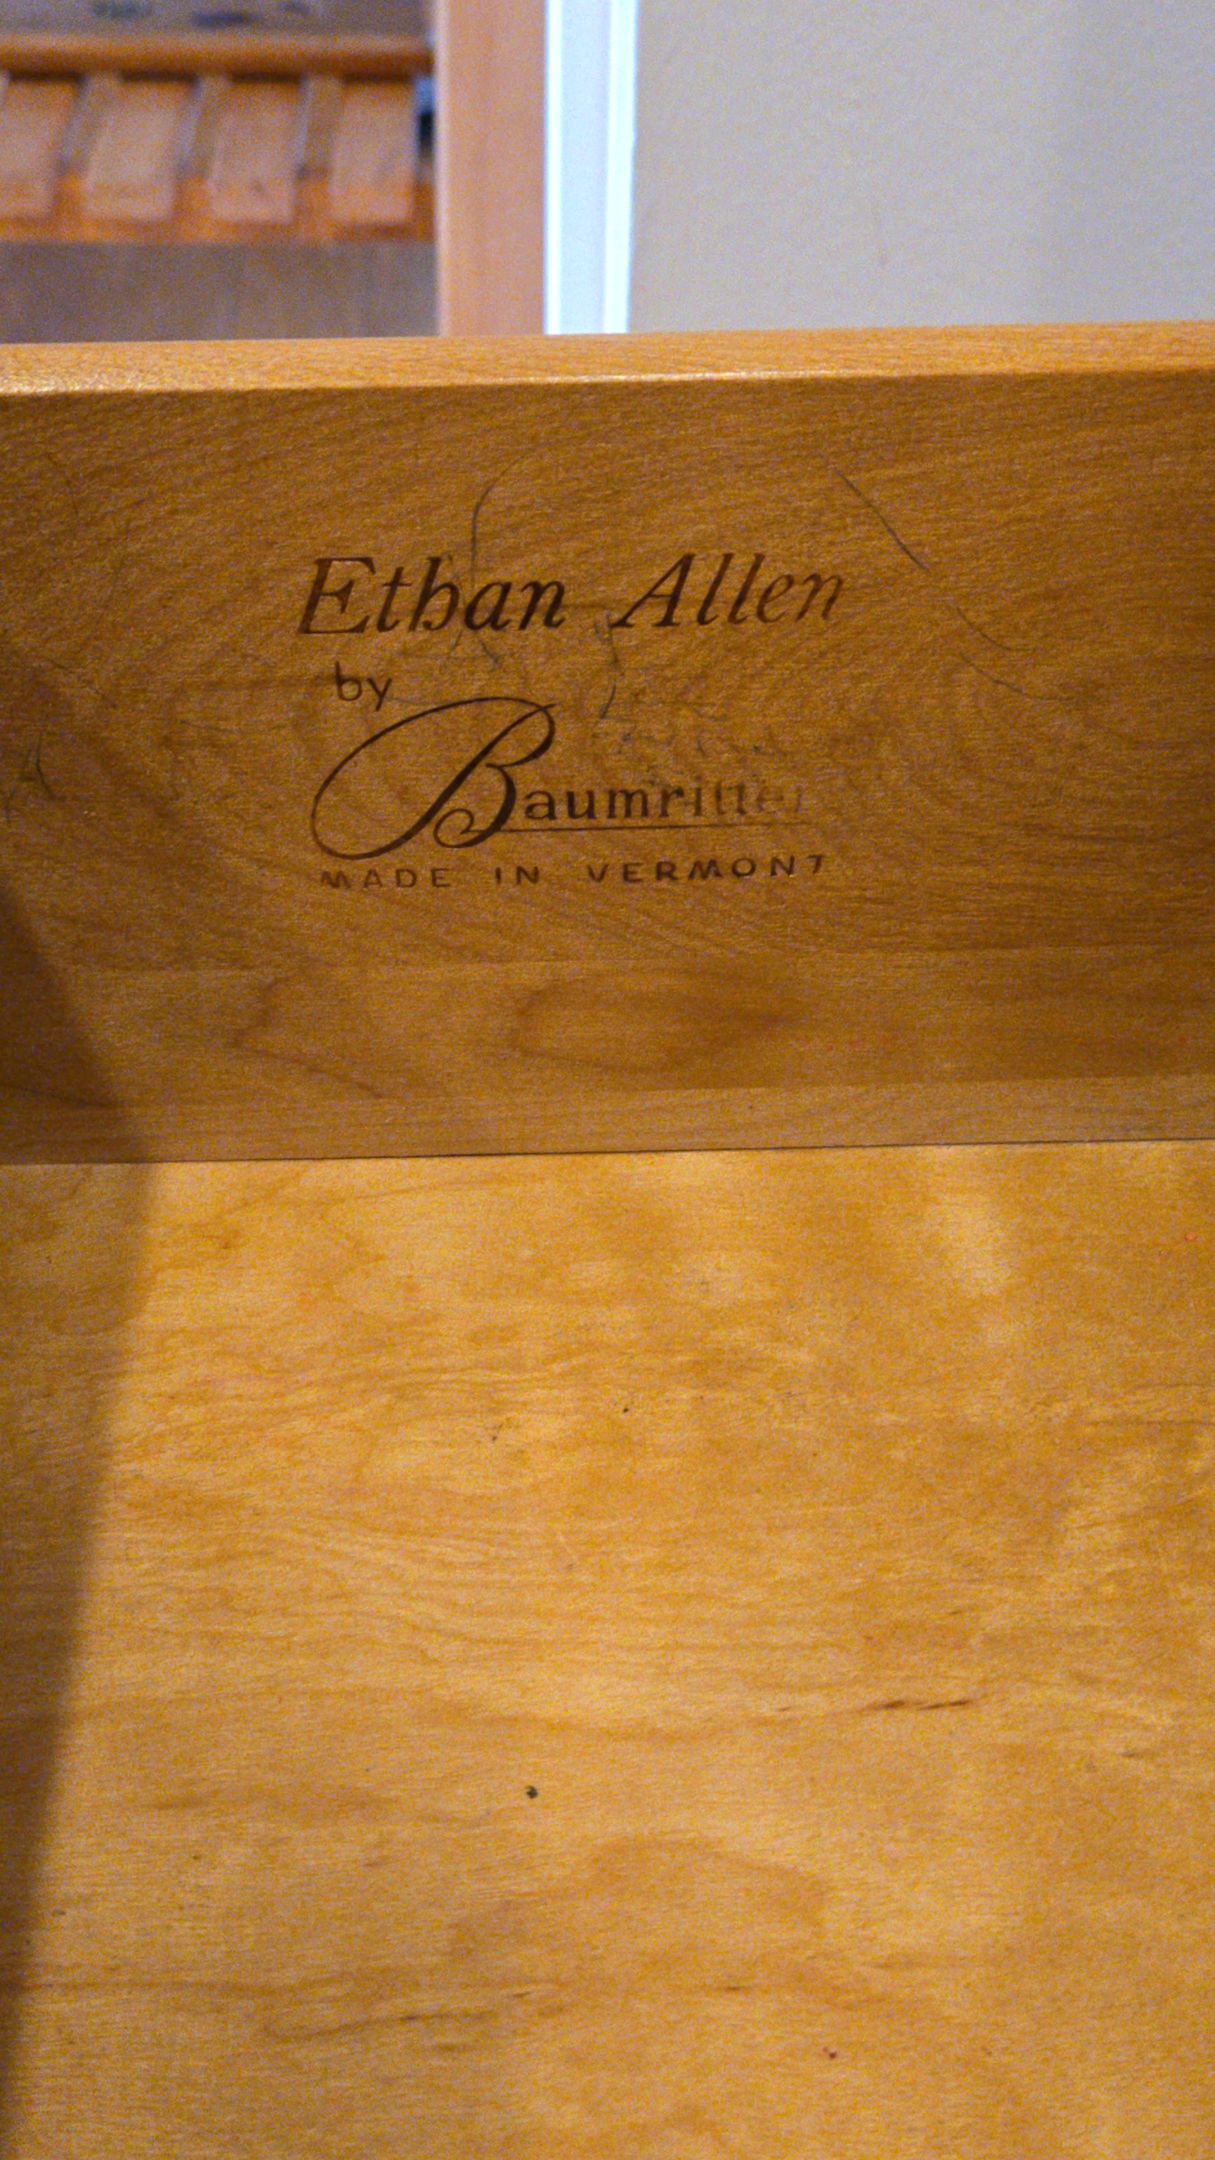 Ethan Allen
by
Baumritter
MADE IN VERMONT